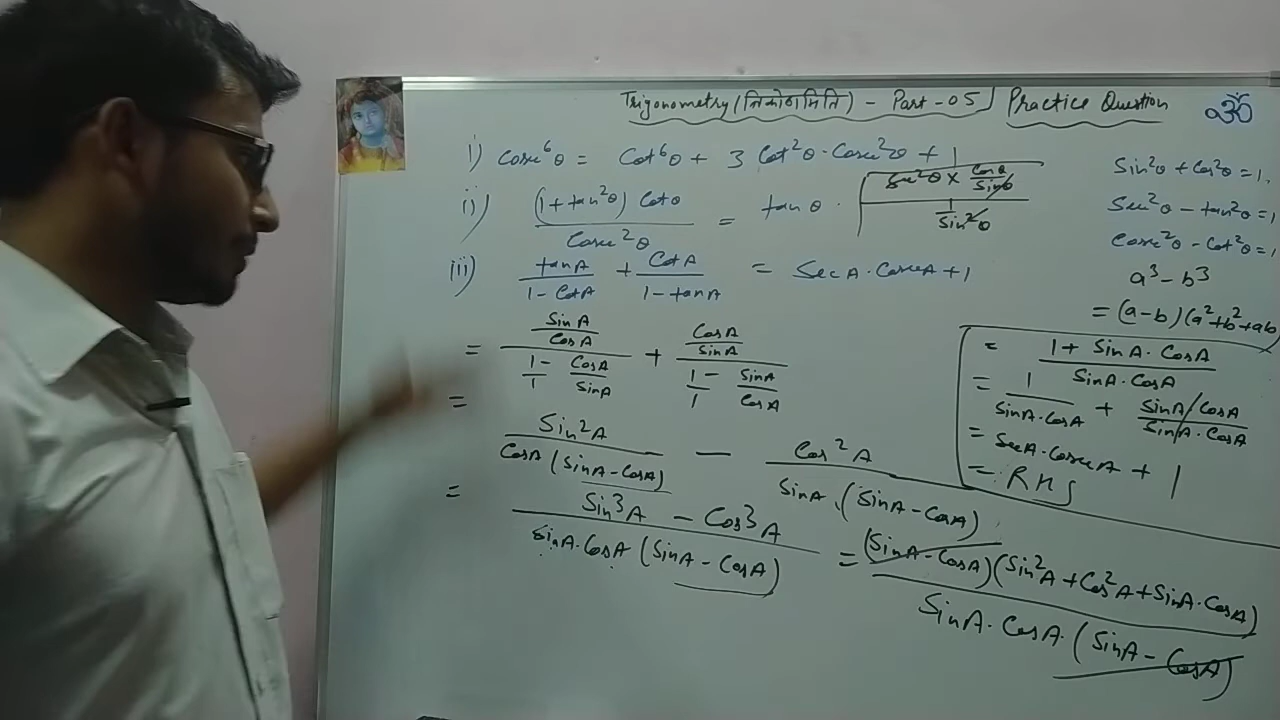 Trigonometry (त्रिकोणमिति) - Part - 05 Practice Question ॐ
i) Cosec⁶θ = Cot⁶θ + 3 Cot²θ·Cosec²θ + 1
ii) (1+tan²θ) Cotθ / Cosec²θ = tanθ · Sec²θ × Cosθ/Sinθ / 1/Sin²θ
iii) tanA/1-CotA + CotA/1-tanA = SecA·CosecA+1
= SinA/CosA / 1/1 - CosA/SinA + CosA/SinA / 1/1 - SinA/CosA
= Sin²A / CosA (SinA-CosA) - Cos²A / SinA·(SinA-CosA)
= Sin³A - Cos³A / SinA·CosA (SinA-CosA) = (SinA-CosA)(Sin²A+Cos²A+SinA·CosA) / SinA·CosA·(SinA-CosA)
Sin²θ+Cos²θ=1.
Sec²θ-tan²θ=1
Cosec²θ-Cot²θ=1
a³-b³
=(a-b)(a²+b²+ab)
= 1+SinA·CosA / SinA·CosA
= 1 / SinA·CosA + SinA/CosA / SinA·CosA
= SecA·CosecA + 1
= RHS